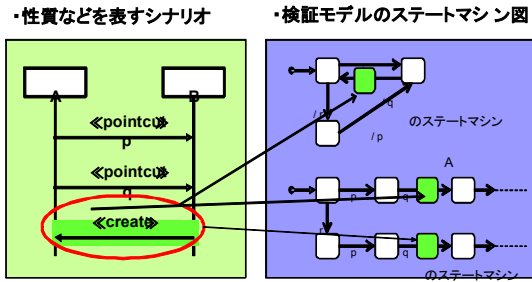 ・性質などを表すシナリオ
・検証モデルのステートマシン図
A
B
≪pointcut≫
p
≪pointcut≫
q
≪create≫
/ p
のステートマシン
A
p
q
p
q
のステートマシン